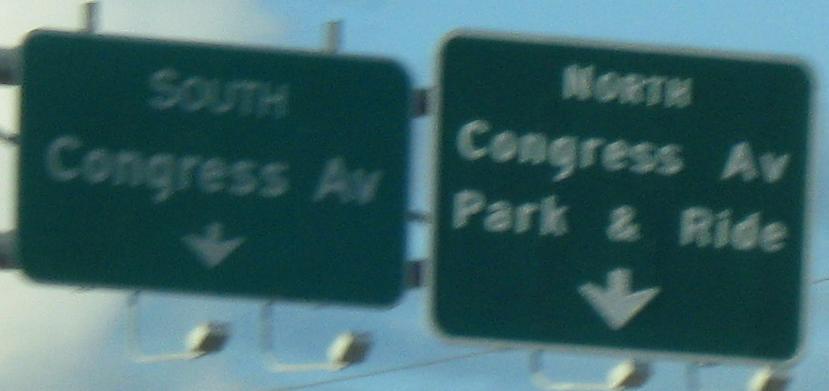 SOUTH
Congress Av
NORTH
Congress Av
Park & Ride